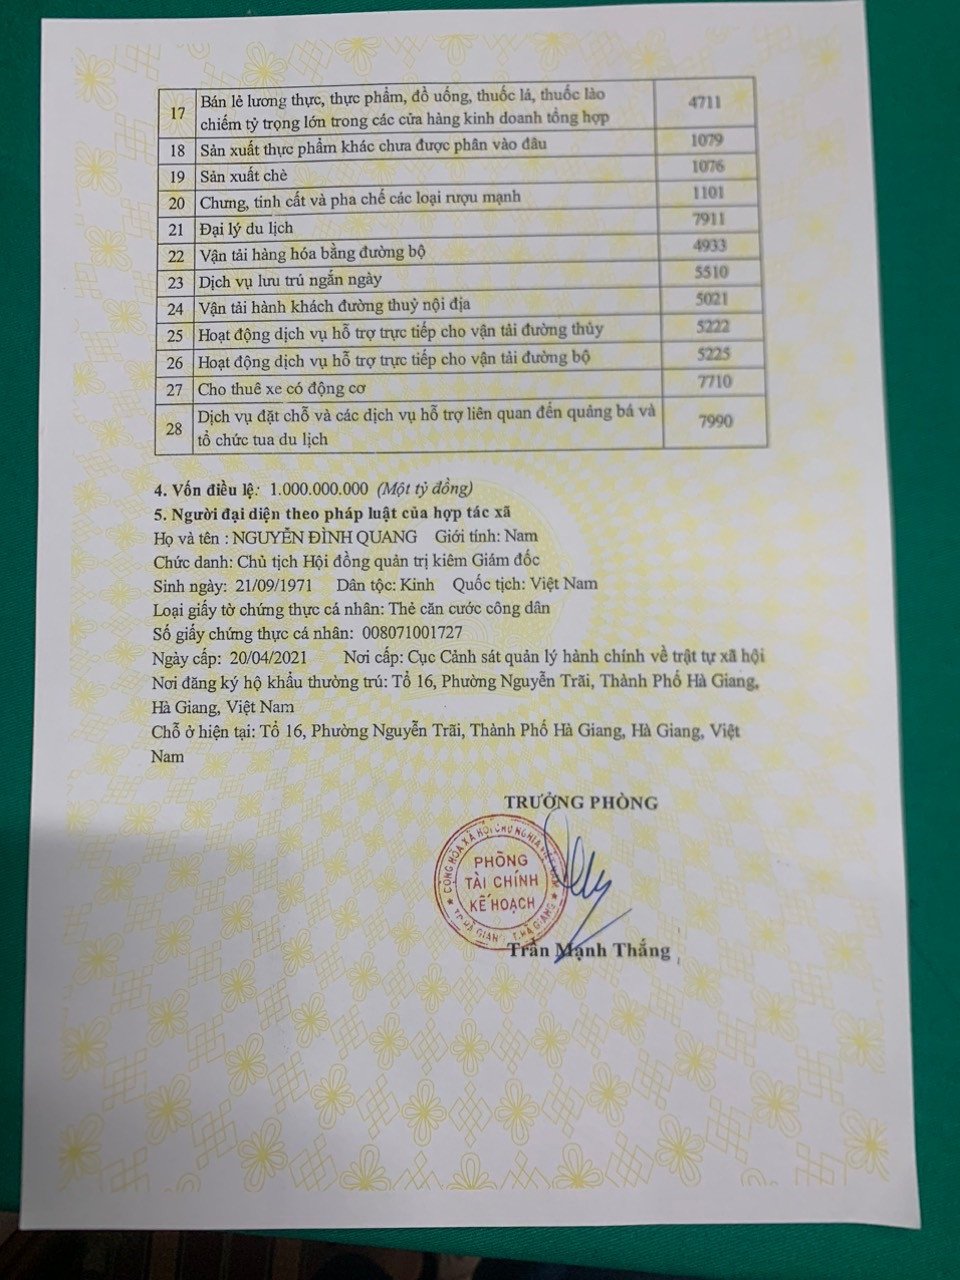 17 Bán lẻ lương thực, thực phẩm, đồ uống, thuốc lá, thuốc lào 4711
chiếm tỷ trọng lớn trong các cửa hàng kinh doanh tổng hợp
18 Sản xuất thực phẩm khác chưa được phân vào đâu 1079
19 Sản xuất chè 1076
20 Chưng, tinh cất và pha chế các loại rượu mạnh 1101
21 Đại lý du lịch 7911
22 Vận tải hàng hóa bằng đường bộ 4933
23 Dịch vụ lưu trú ngắn ngày 5510
24 Vận tải hành khách đường thuỷ nội địa 5021
25 Hoạt động dịch vụ hỗ trợ trực tiếp cho vận tải đường thủy 5222
26 Hoạt động dịch vụ hỗ trợ trực tiếp cho vận tải đường bộ 5225
27 Cho thuê xe có động cơ 7710
28 Dịch vụ đặt chỗ và các dịch vụ hỗ trợ liên quan đến quảng bá và 7990
tổ chức tua du lịch
4. Vốn điều lệ: 1.000.000.000 (Một tỷ đồng)
5. Người đại diện theo pháp luật của hợp tác xã
Họ và tên : NGUYỄN ĐÌNH QUANG Giới tính: Nam
Chức danh: Chủ tịch Hội đồng quản trị kiêm Giám đốc
Sinh ngày: 21/09/1971 Dân tộc: Kinh Quốc tịch: Việt Nam
Loại giấy tờ chứng thực cá nhân: Thẻ căn cước công dân
Số giấy chứng thực cá nhân: 008071001727
Ngày cấp: 20/04/2021 Nơi cấp: Cục Cảnh sát quản lý hành chính về trật tự xã hội
Nơi đăng ký hộ khẩu thường trú: Tổ 16, Phường Nguyễn Trãi, Thành Phố Hà Giang,
Hà Giang, Việt Nam
Chỗ ở hiện tại: Tổ 16, Phường Nguyễn Trãi, Thành Phố Hà Giang, Hà Giang, Việt
Nam
TRƯỞNG PHÒNG
CỘNG HÒA XÃ HỘI CHỦ NGHĨA VIỆT NAM
PHÒNG
TÀI CHÍNH
KẾ HOẠCH
TP. HÀ GIANG T. HÀ GIANG
Trần Mạnh Thắng